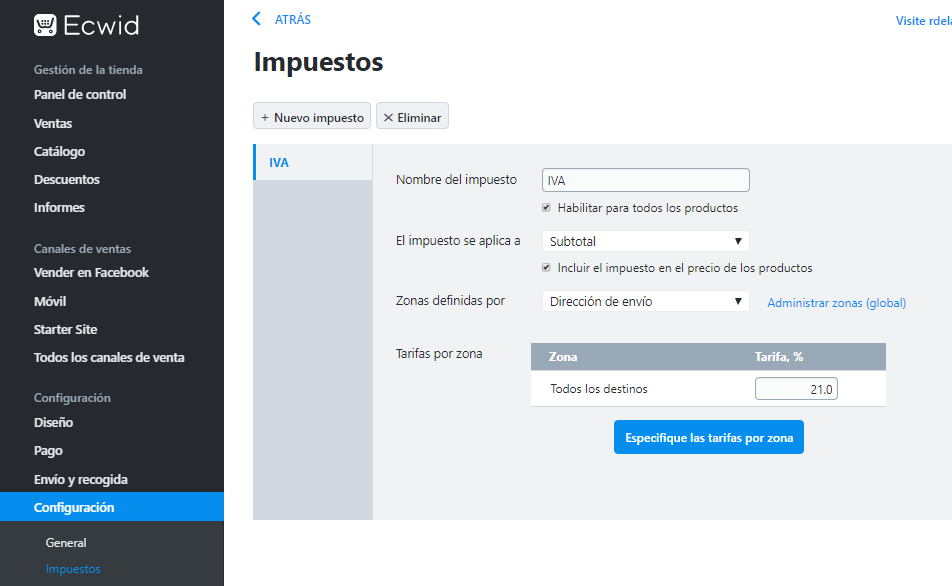 Ecwid
Gestión de la tienda
Panel de control
Ventas
Catálogo
Descuentos
Informes
Canales de ventas
Vender en Facebook
Móvil
Starter Site
Todos los canales de venta
Configuración
Diseño
Pago
Envío y recogida
Configuración
General
Impuestos
ATRÁS
Visite rdela
Impuestos
+ Nuevo impuesto
× Eliminar
IVA
Nombre del impuesto
IVA
Habilitar para todos los productos
El impuesto se aplica a
Subtotal
Incluir el impuesto en el precio de los productos
Zonas definidas por
Dirección de envío
Administrar zonas (global)
Tarifas por zona
Zona Tarifa, %
Todos los destinos 21.0
Especifique las tarifas por zona